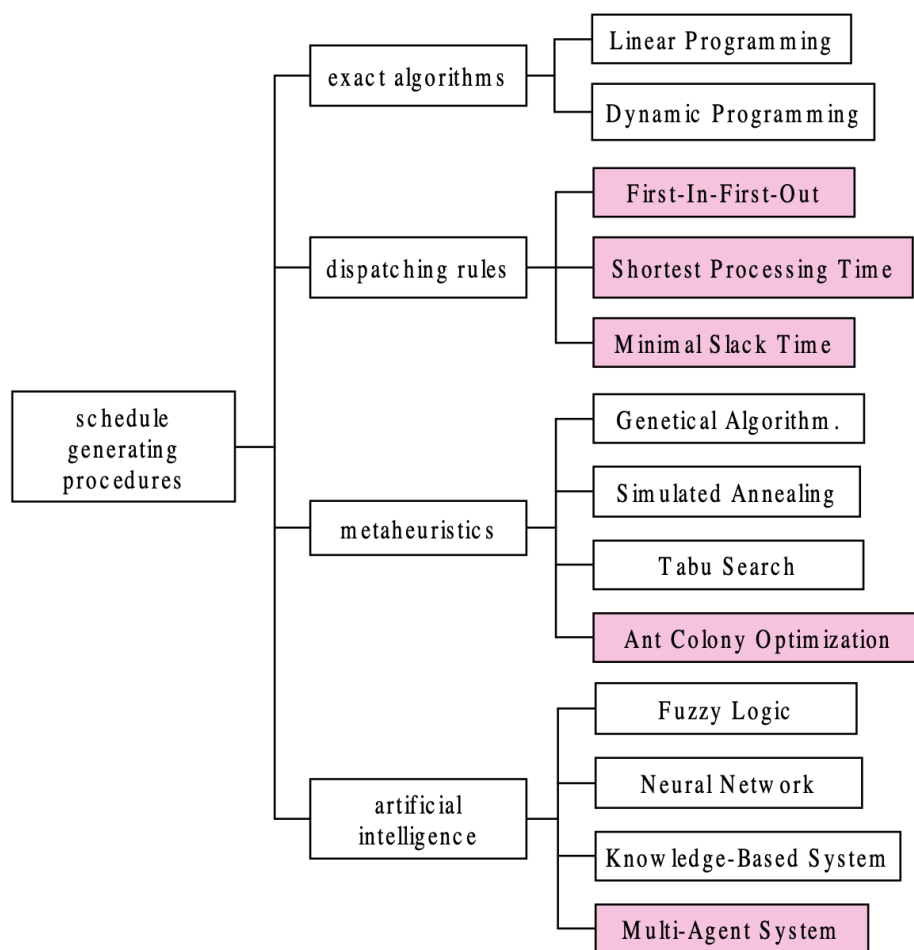 exact algorithms
Linear Programming
Dynamic Programming
dispatching rules
First-In-First-Out
Shortest Processing Time
Minimal Slack Time
schedule
generating
procedures
metaheuristics
Genetical Algorithm.
Simulated Annealing
Tabu Search
Ant Colony Optimization
artificial
intelligence
Fuzzy Logic
Neural Network
Knowledge-Based System
Multi-Agent System